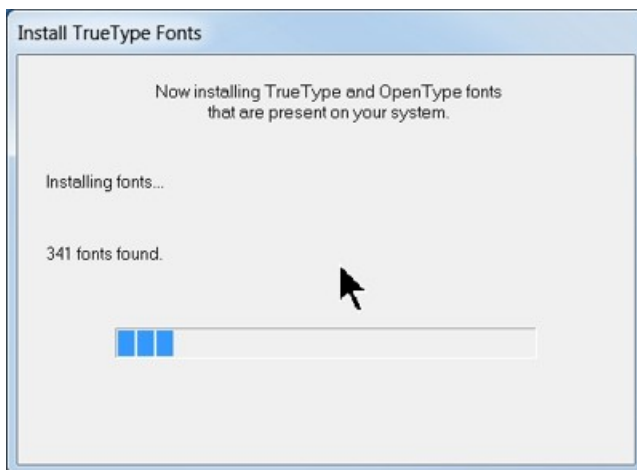 Install TrueType Fonts
Now installing TrueType and OpenType fonts
that are present on your system.
Installing fonts...
341 fonts found.